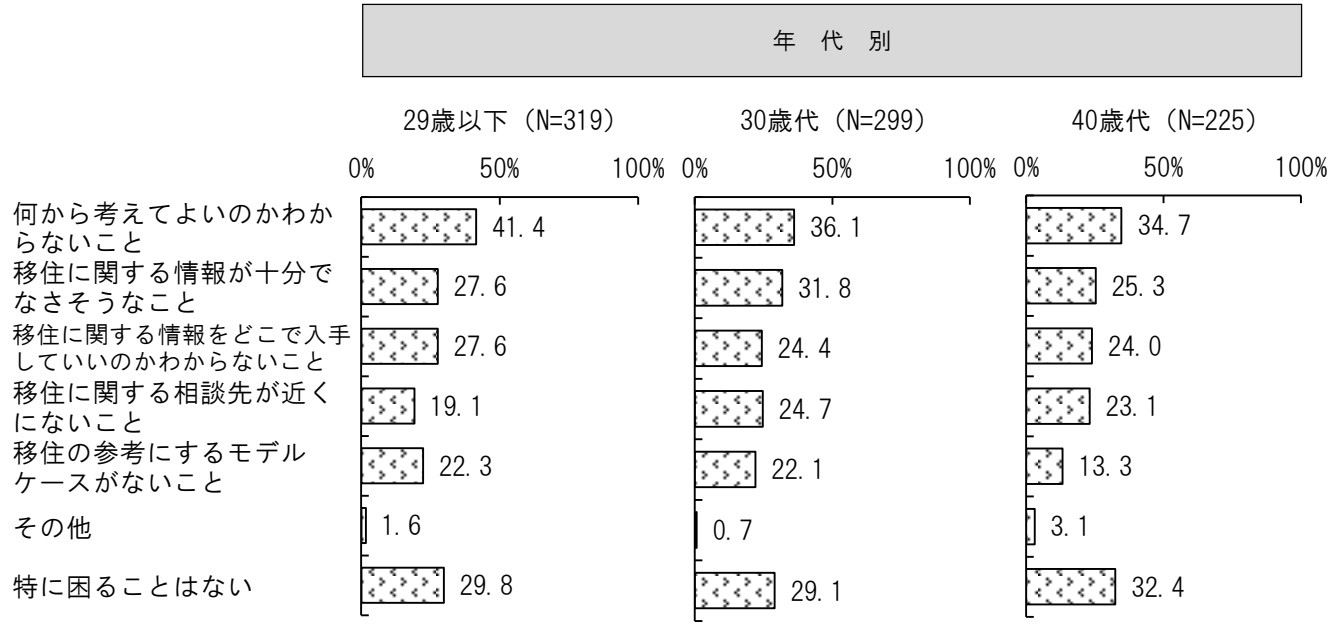 年 代 別
29歳以下（N=319） 30歳代（N=299） 40歳代（N=225）
0% 50% 100% 0% 50% 100% 0% 50% 100%
何から考えてよいのかわか
らないこと
41.4 36.1 34.7
移住に関する情報が十分で
なさそうなこと
27.6 31.8 25.3
移住に関する情報をどこで入手
していいのかわからないこと
27.6 24.4 24.0
移住に関する相談先が近く
にないこと
19.1 24.7 23.1
移住の参考にするモデル
ケースがないこと
22.3 22.1 13.3
その他 1.6 0.7 3.1
特に困ることはない 29.8 29.1 32.4